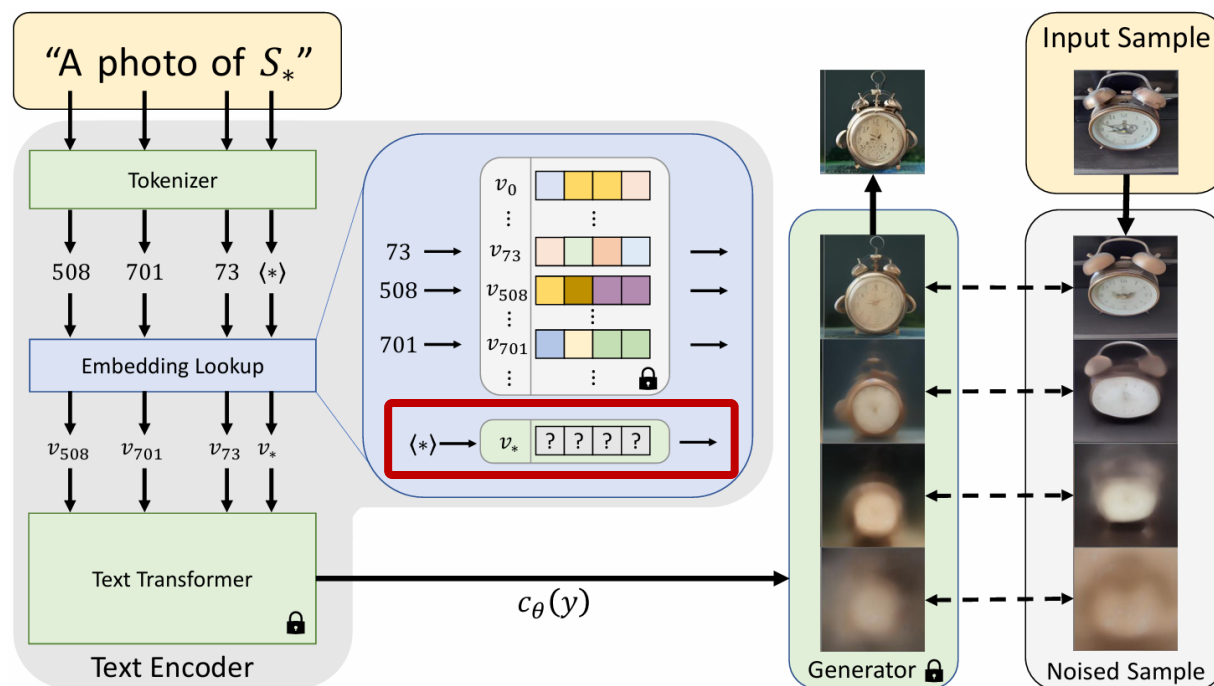 “A photo of S*”
Input Sample
Tokenizer
508 701 73 ⟨*⟩
Embedding Lookup
v508 v701 v73 v*
Text Transformer
Text Encoder
v0
⋮ ⋮
73 v73
508 v508
⋮ ⋮
701 v701
⋮ ⋮
⟨*⟩ v* ? ? ? ?
cθ(y)
Generator
Noised Sample